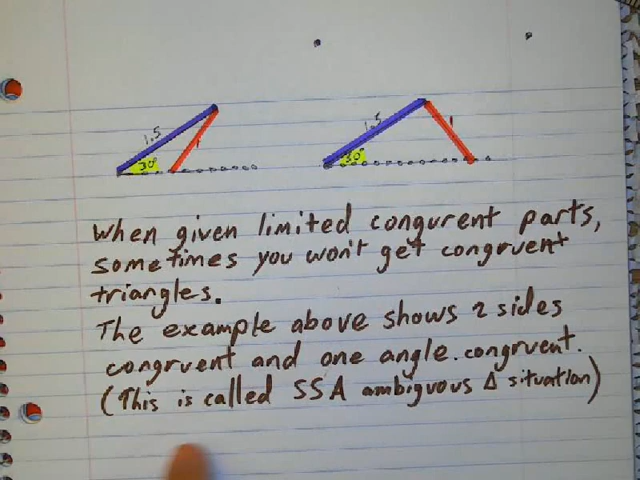 1.5 30° 1 1.5 30° 1
When given limited congurent parts,
sometimes you won't get congruent
triangles.
The example above shows 2 sides
congruent and one angle.congruent.
(This is called SSA ambiguous Δ situation)